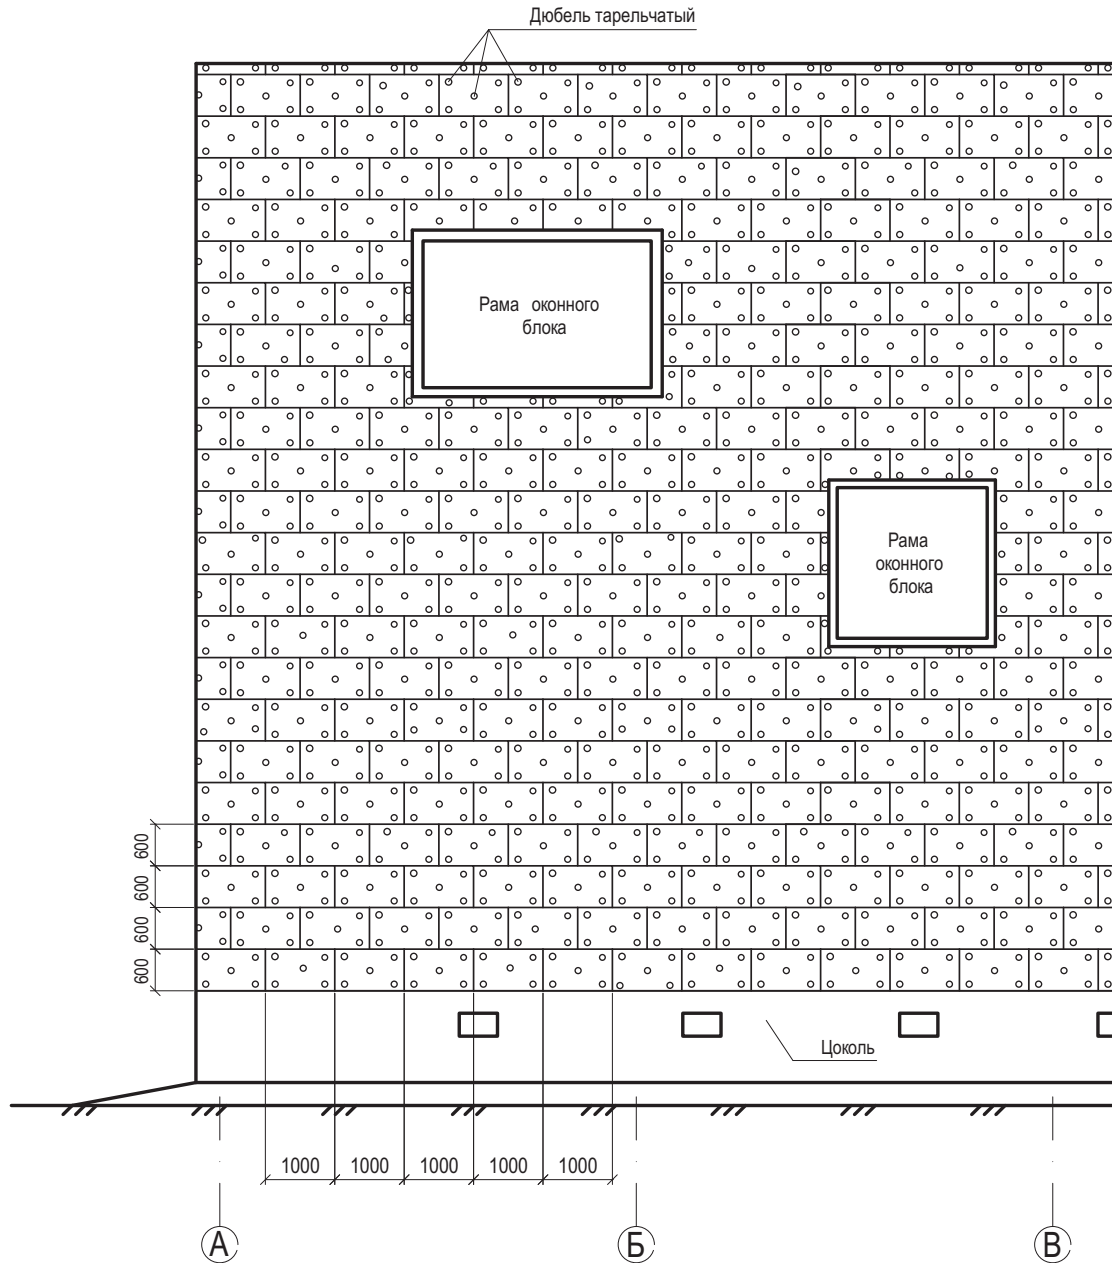 Дюбель тарельчатый
Рама оконного
блока
Рама
оконного
блока
600
600
600
600
Цоколь
1000 1000 1000 1000 1000
А Б В